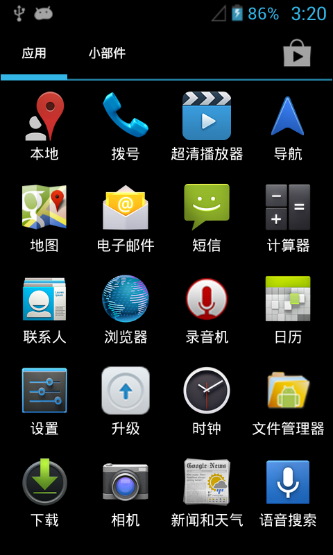 86% 3:20
应用 小部件
本地 拨号 超清播放器 导航
地图 电子邮件 短信 计算器
联系人 浏览器 录音机 日历
设置 升级 时钟 文件管理器
Google News
下载 相机 新闻和天气 语音搜索